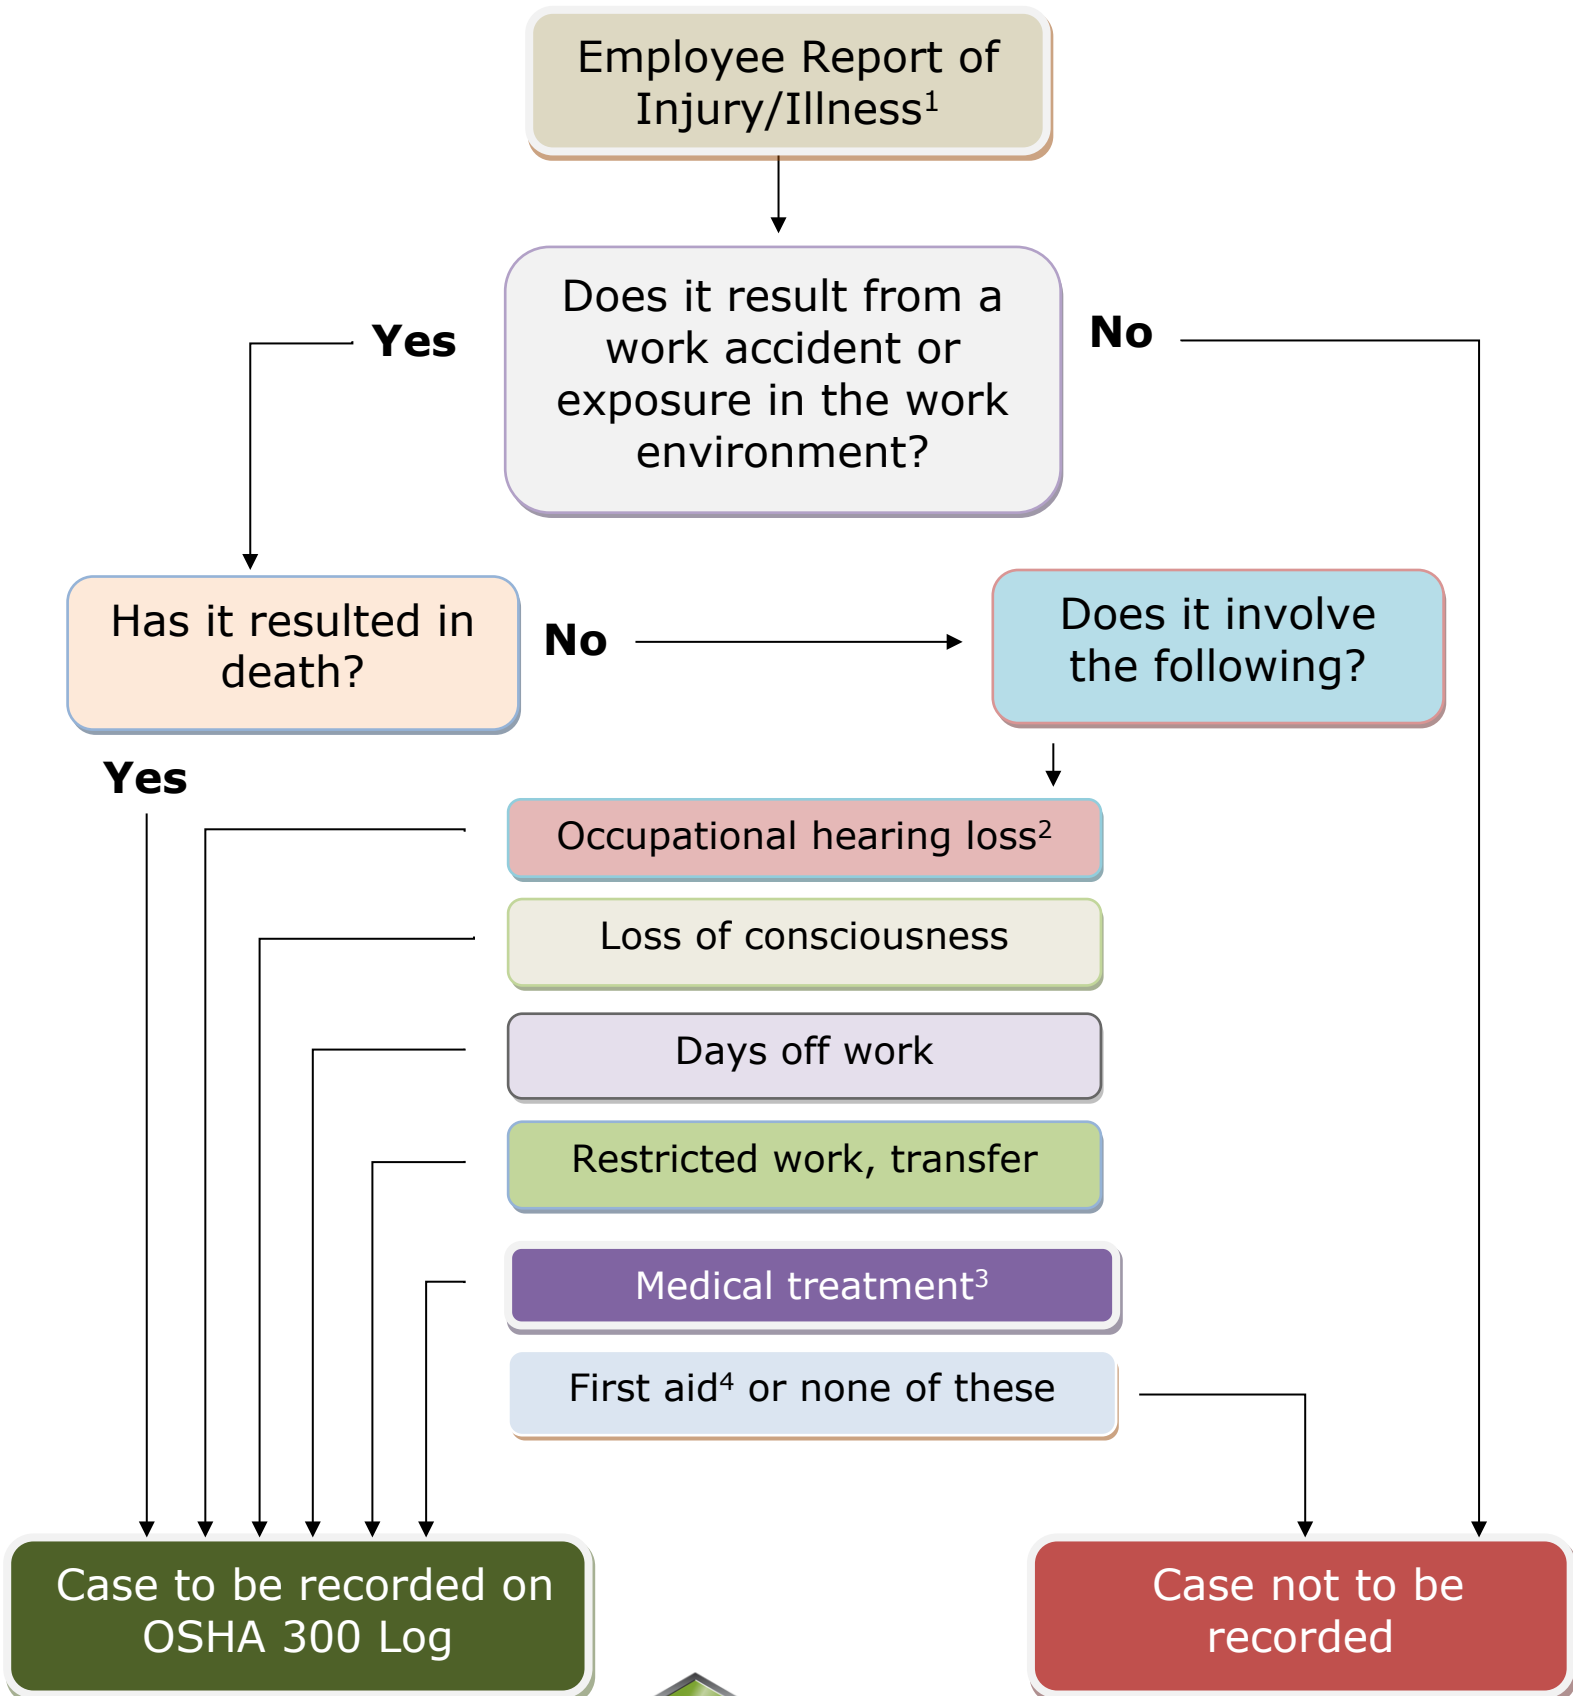 Employee Report of
Injury/Illness¹
Does it result from a
work accident or
exposure in the work
environment?
Yes
No
Has it resulted in
death?
No
Does it involve
the following?
Yes
Occupational hearing loss²
Loss of consciousness
Days off work
Restricted work, transfer
Medical treatment³
First aid⁴ or none of these
Case to be recorded on
OSHA 300 Log
Case not to be
recorded